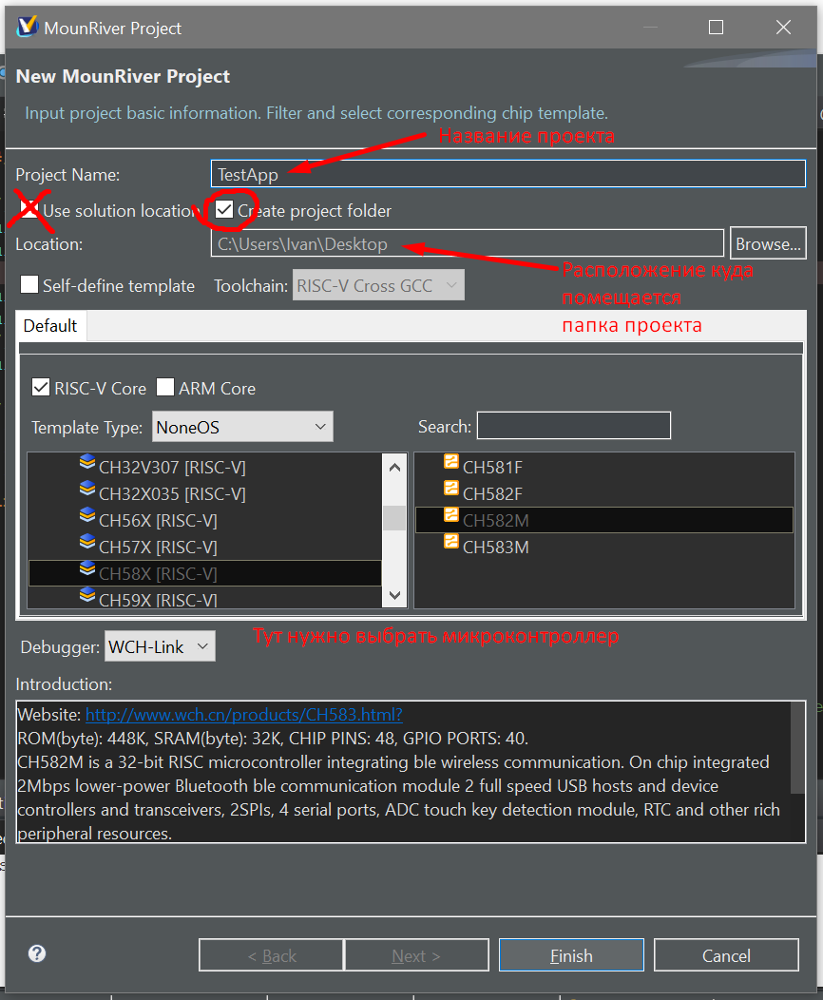 MounRiver Project
New MounRiver Project
Input project basic information. Filter and select corresponding chip template.
Название проекта
Project Name: TestApp
Use solution location Create project folder
Location: C:\Users\Ivan\Desktop Browse...
Расположение куда
помещается
папка проекта
Self-define template Toolchain: RISC-V Cross GCC
Default
RISC-V Core ARM Core
Template Type: NoneOS Search:
CH32V307 [RISC-V] CH581F
CH32X035 [RISC-V] CH582F
CH56X [RISC-V] CH582M
CH57X [RISC-V] CH583M
CH58X [RISC-V]
CH59X [RISC-V]
Тут нужно выбрать микроконтроллер
Debugger: WCH-Link
Introduction:
Website: http://www.wch.cn/products/CH583.html?
ROM(byte): 448K, SRAM(byte): 32K, CHIP PINS: 48, GPIO PORTS: 40.
CH582M is a 32-bit RISC microcontroller integrating ble wireless communication. On chip integrated
2Mbps lower-power Bluetooth ble communication module 2 full speed USB hosts and device
controllers and transceivers, 2SPIs, 4 serial ports, ADC touch key detection module, RTC and other rich
peripheral resources.
< Back Next > Finish Cancel